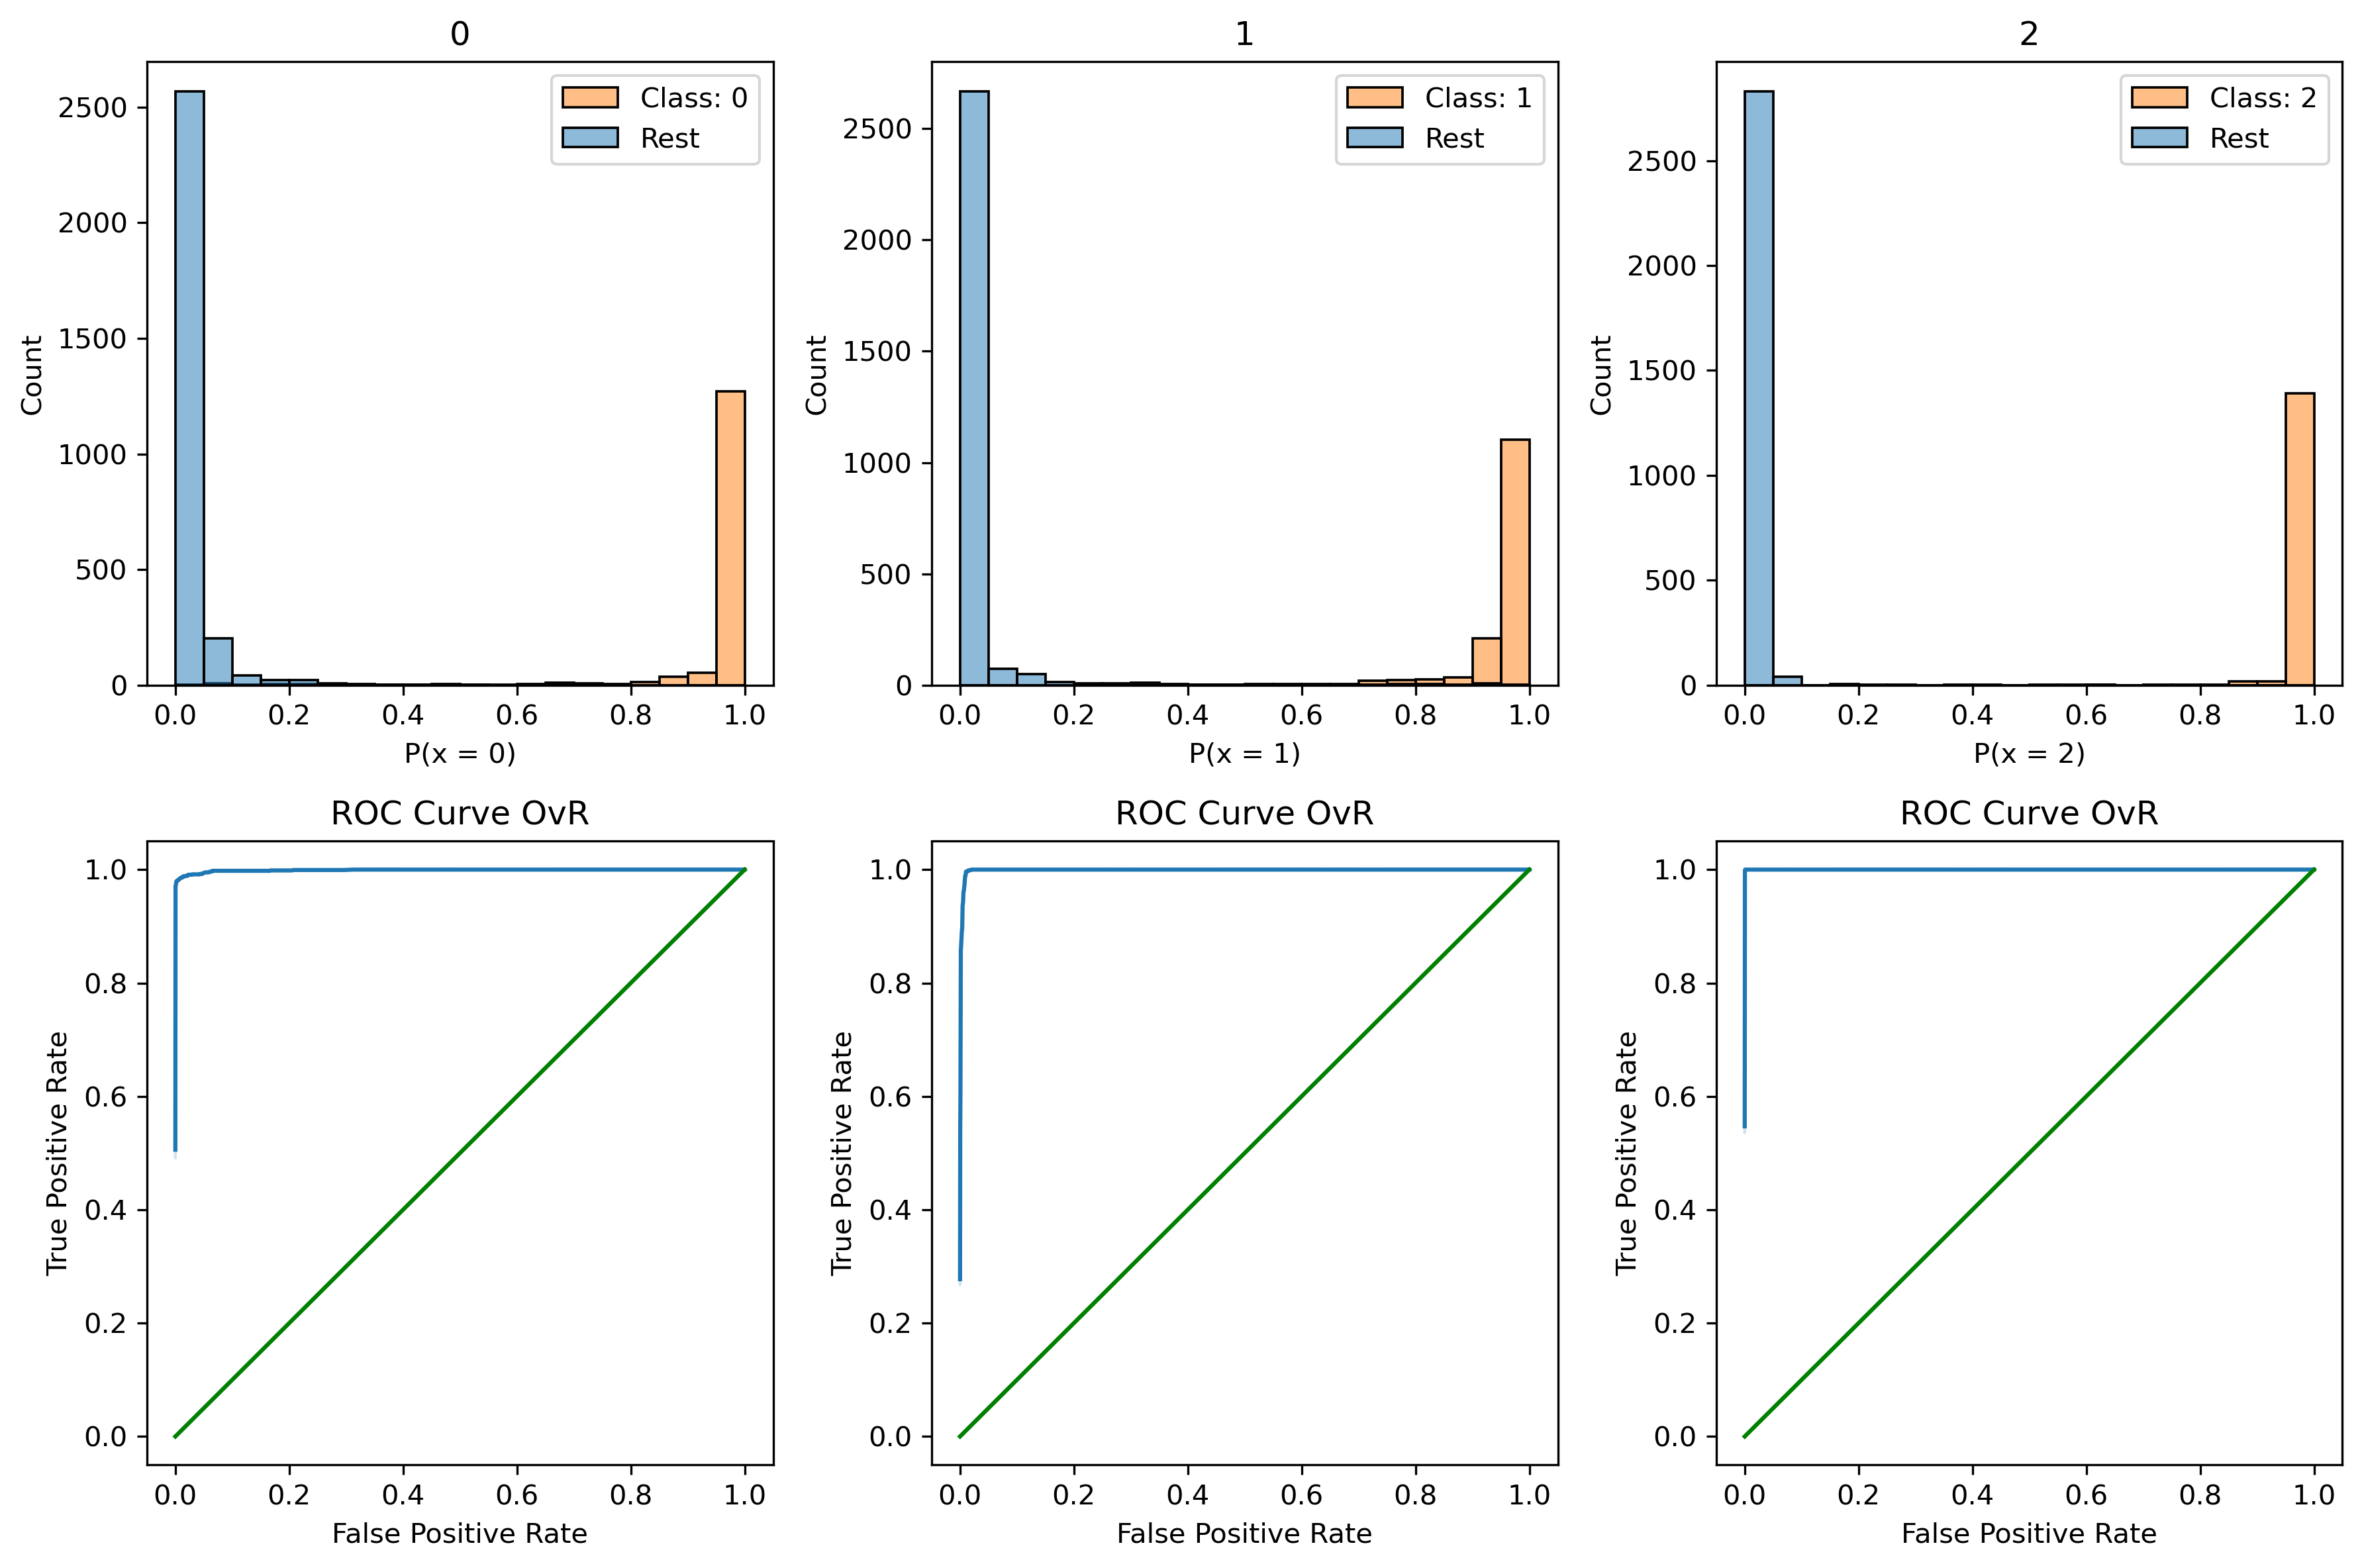 0
Class: 0
Rest
2500
2000
1500
1000
500
0
Count
0.0 0.2 0.4 0.6 0.8 1.0
P(x = 0)
1
Class: 1
Rest
2500
2000
1500
1000
500
0
Count
0.0 0.2 0.4 0.6 0.8 1.0
P(x = 1)
2
Class: 2
Rest
2500
2000
1500
1000
500
0
Count
0.0 0.2 0.4 0.6 0.8 1.0
P(x = 2)
ROC Curve OvR
1.0
0.8
0.6
0.4
0.2
0.0
True Positive Rate
0.0 0.2 0.4 0.6 0.8 1.0
False Positive Rate
ROC Curve OvR
1.0
0.8
0.6
0.4
0.2
0.0
True Positive Rate
0.0 0.2 0.4 0.6 0.8 1.0
False Positive Rate
ROC Curve OvR
1.0
0.8
0.6
0.4
0.2
0.0
True Positive Rate
0.0 0.2 0.4 0.6 0.8 1.0
False Positive Rate